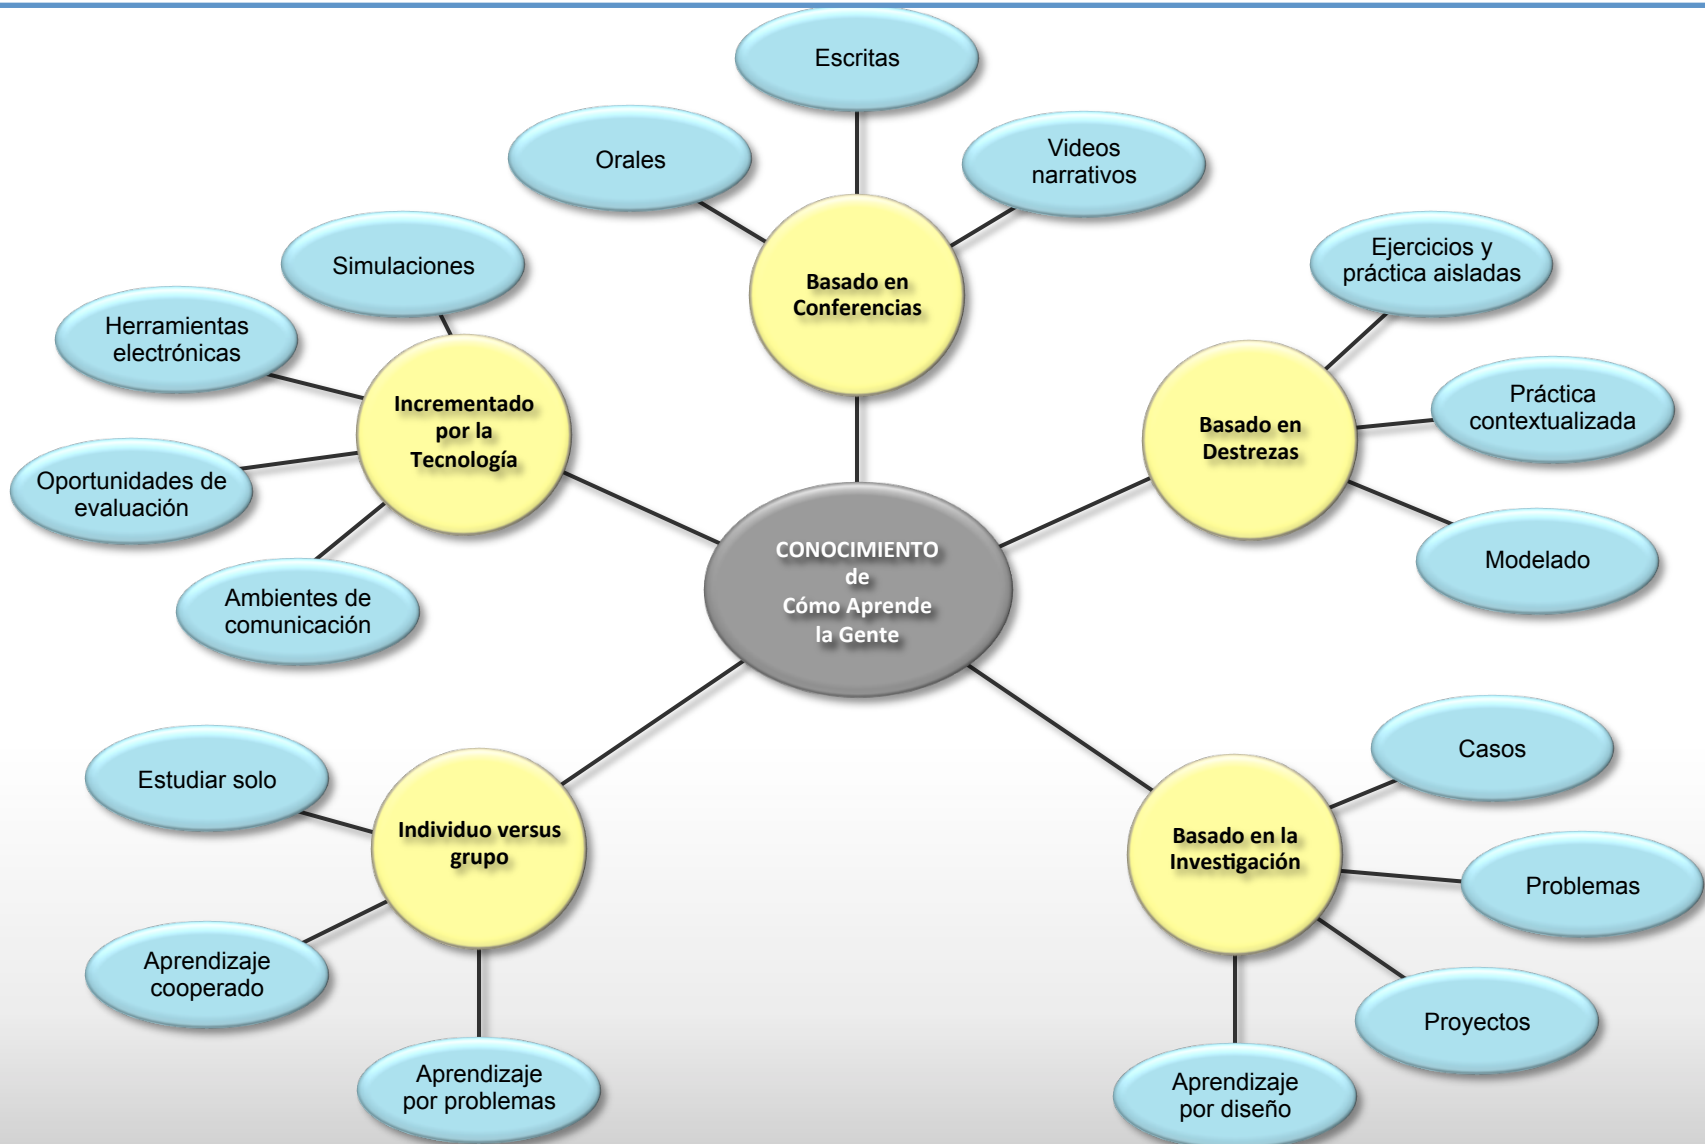 Escritas
Orales
Videos
narrativos
Basado en
Conferencias
Simulaciones
Herramientas
electrónicas
Incrementado
por la
Tecnología
Oportunidades de
evaluación
Ambientes de
comunicación
Ejercicios y
práctica aisladas
Práctica
contextualizada
Basado en
Destrezas
Modelado
CONOCIMIENTO
de
Cómo Aprende
la Gente
Estudiar solo
Individuo versus
grupo
Aprendizaje
cooperado
Aprendizaje
por problemas
Casos
Basado en la
Investigación
Problemas
Proyectos
Aprendizaje
por diseño